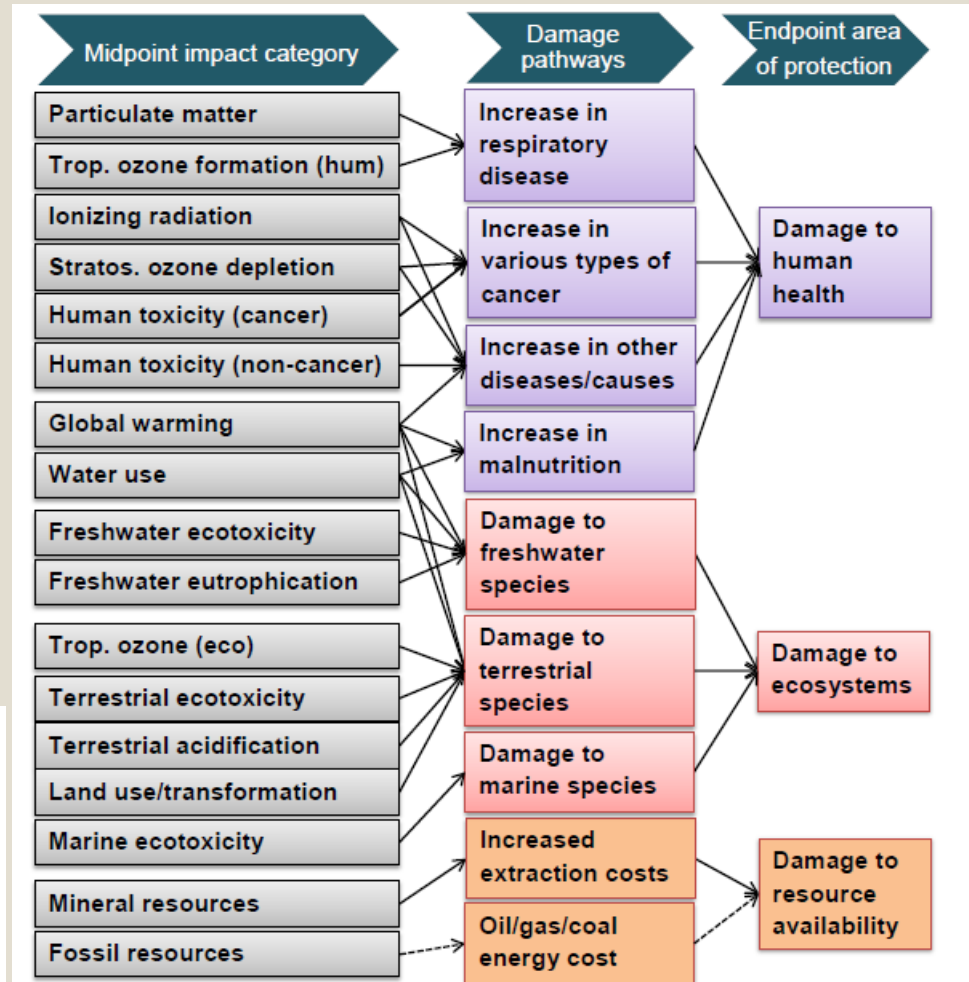 Midpoint impact category
Damage
pathways
Endpoint area
of protection
Particulate matter
Trop. ozone formation (hum)
Ionizing radiation
Stratos. ozone depletion
Human toxicity (cancer)
Human toxicity (non-cancer)
Global warming
Water use
Freshwater ecotoxicity
Freshwater eutrophication
Trop. ozone (eco)
Terrestrial ecotoxicity
Terrestrial acidification
Land use/transformation
Marine ecotoxicity
Mineral resources
Fossil resources
Increase in
respiratory
disease
Increase in
various types of
cancer
Increase in other
diseases/causes
Increase in
malnutrition
Damage to
freshwater
species
Damage to
terrestrial
species
Damage to
marine species
Increased
extraction costs
Oil/gas/coal
energy cost
Damage to
human
health
Damage to
ecosystems
Damage to
resource
availability